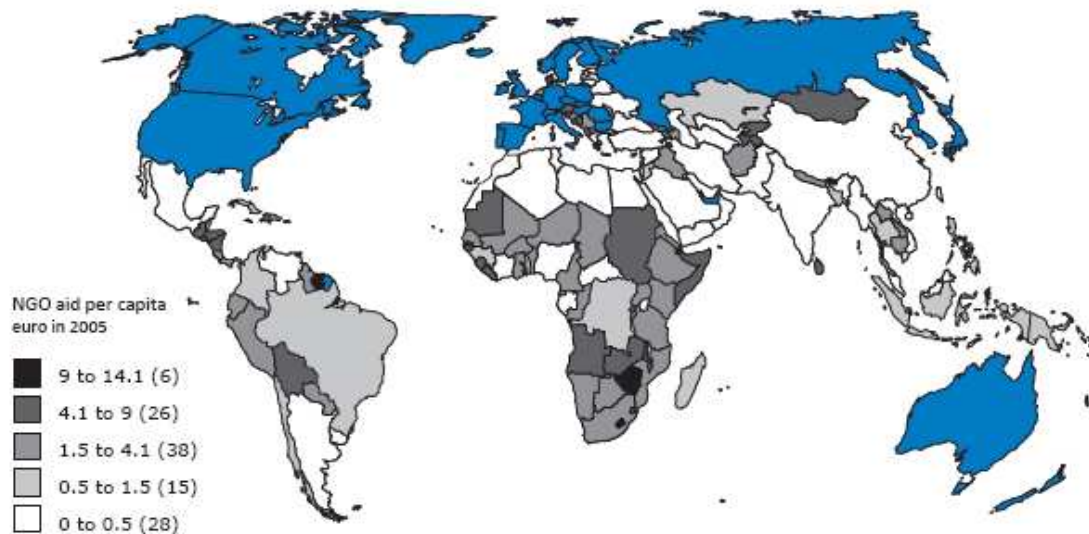 NGO aid per capita
euro in 2005
9 to 14.1 (6)
4.1 to 9 (26)
1.5 to 4.1 (38)
0.5 to 1.5 (15)
0 to 0.5 (28)